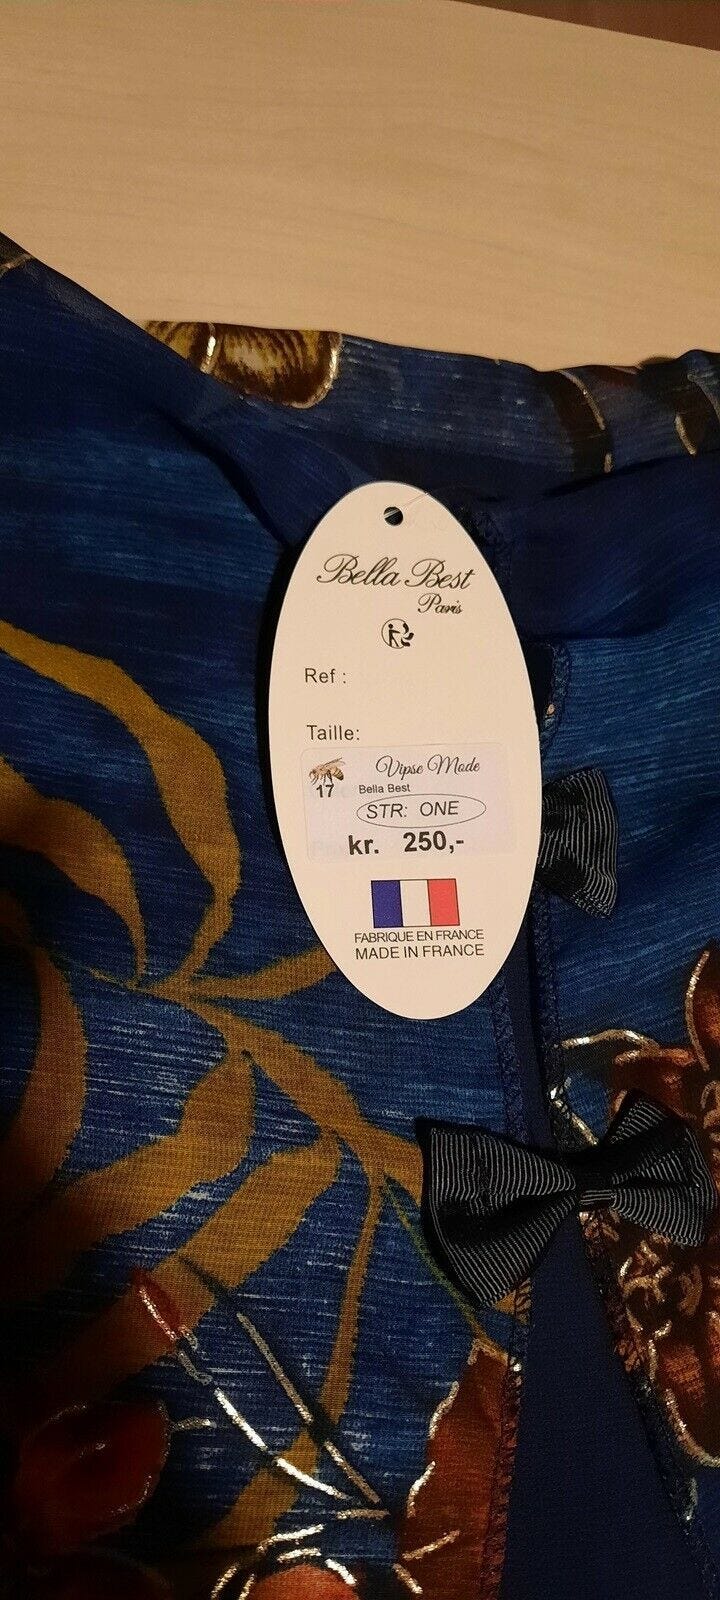 Bella Best
Paris
Ref :
Taille:
Vipse Mode
17 Bella Best
STR: ONE
kr. 250,-
FABRIQUE EN FRANCE
MADE IN FRANCE